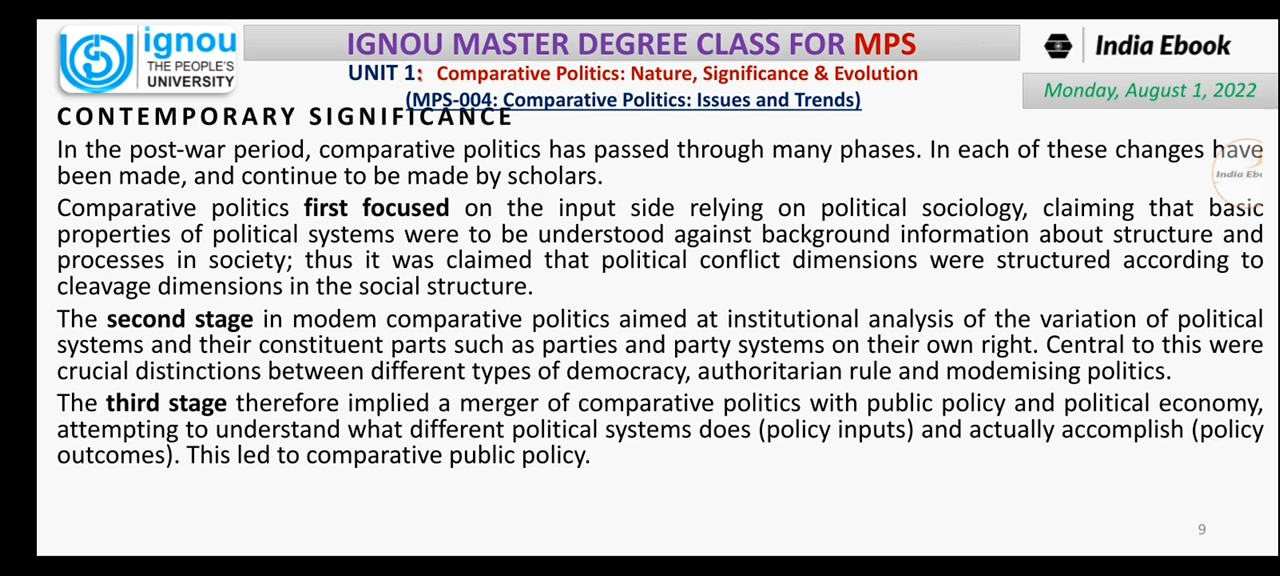 ignou
THE PEOPLE'S
UNIVERSITY
IGNOU MASTER DEGREE CLASS FOR MPS
UNIT 1: Comparative Politics: Nature, Significance & Evolution
(MPS-004: Comparative Politics: Issues and Trends)
India Ebook
Monday, August 1, 2022
CONTEMPORARY SIGNIFICANCE
In the post-war period, comparative politics has passed through many phases. In each of these changes have
been made, and continue to be made by scholars.
India Eb
Comparative politics first focused on the input side relying on political sociology, claiming that basic
properties of political systems were to be understood against background information about structure and
processes in society; thus it was claimed that political conflict dimensions were structured according to
cleavage dimensions in the social structure.
The second stage in modem comparative politics aimed at institutional analysis of the variation of political
systems and their constituent parts such as parties and party systems on their own right. Central to this were
crucial distinctions between different types of democracy, authoritarian rule and modemising politics.
The third stage therefore implied a merger of comparative politics with public policy and political economy,
attempting to understand what different political systems does (policy inputs) and actually accomplish (policy
outcomes). This led to comparative public policy.
9